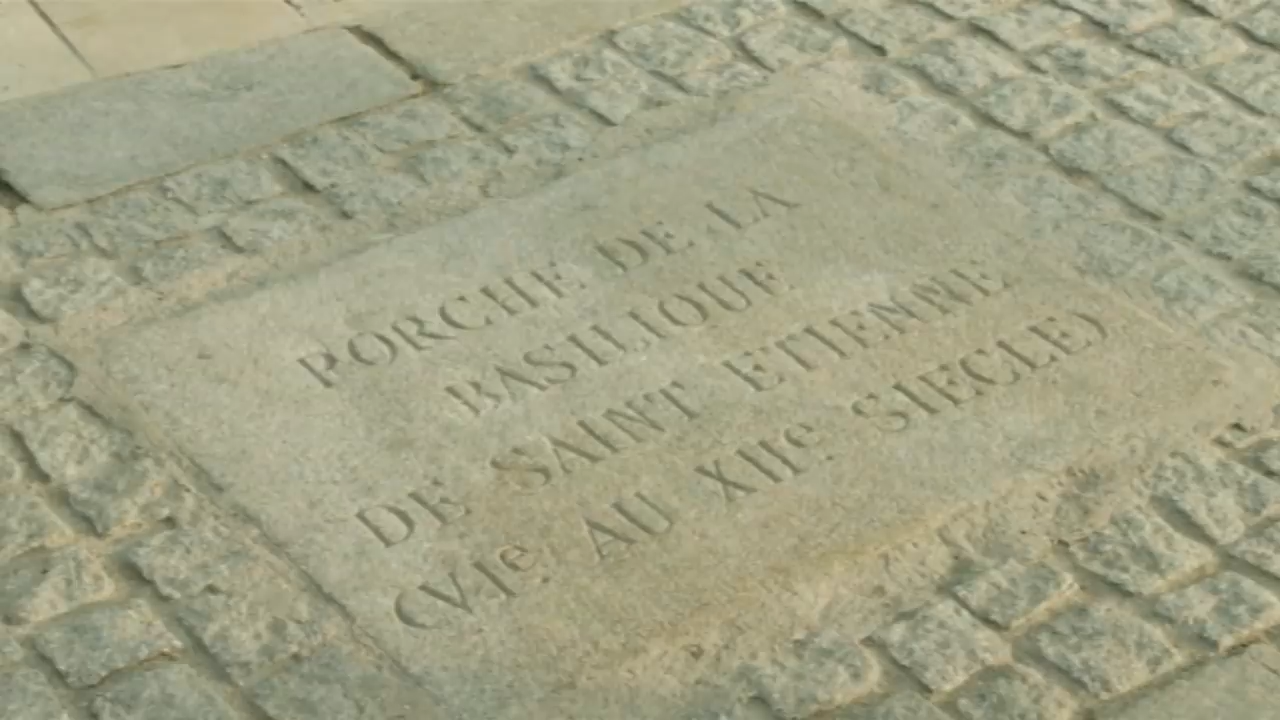 PORCHE DE LA
BASILIQUE
DE SAINT ETIENNE
(VIe AU XIIe SIECLE)